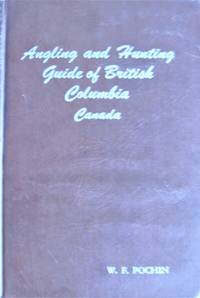 Angling and Hunting
Guide of British
Columbia
Canada
W. F. POCHIN